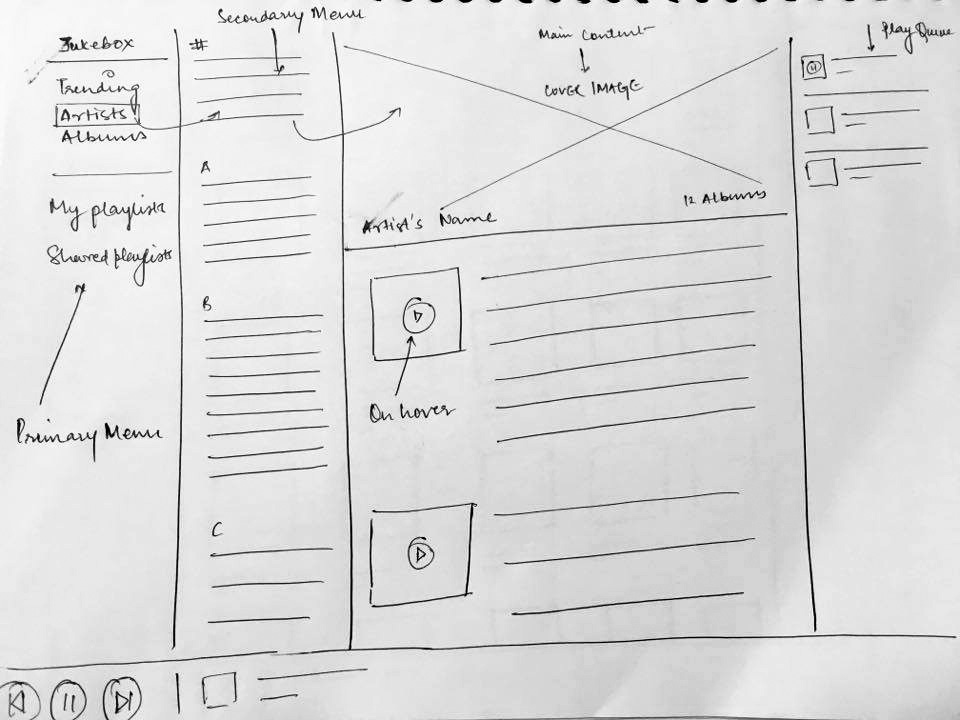 Jukebox
Trending
Artists
Albums
My playlists
Shared playlists
Primary Menu
Secondary Menu
#
A
B
C
Main Content
COVER IMAGE
Artist's Name
12 Albums
On hover
Play Queue